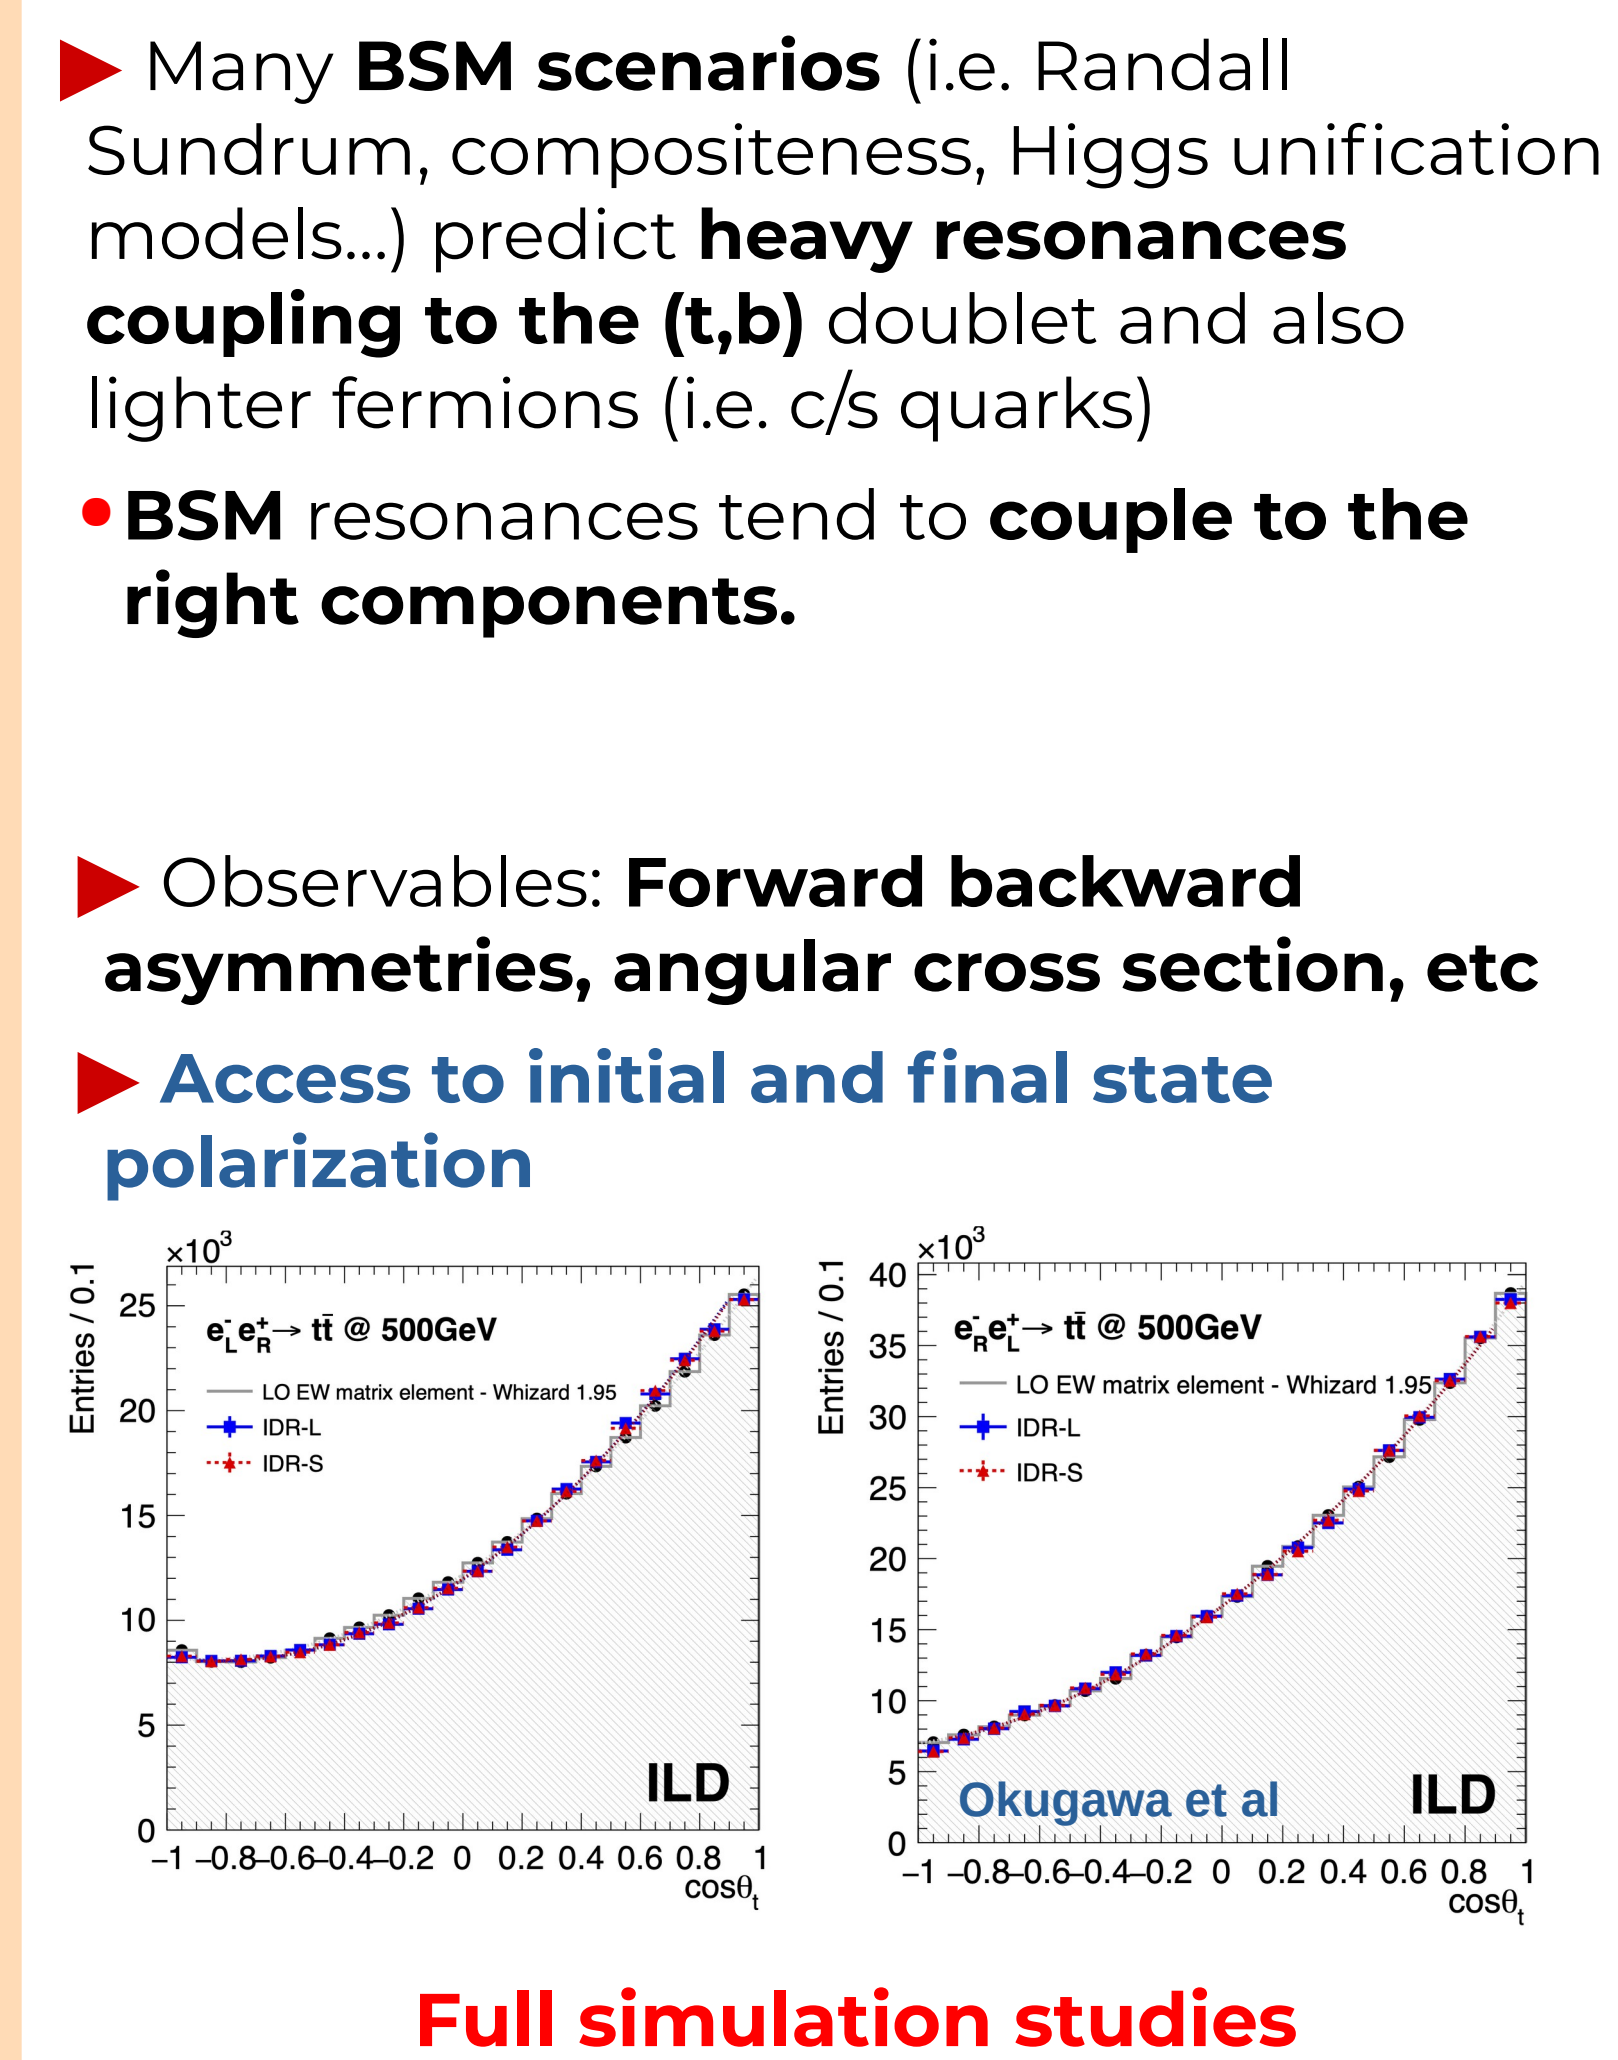 ▶ Many BSM scenarios (i.e. Randall
Sundrum, compositeness, Higgs unification
models...) predict heavy resonances
coupling to the (t,b) doublet and also
lighter fermions (i.e. c/s quarks)
• BSM resonances tend to couple to the
right components.
▶ Observables: Forward backward
asymmetries, angular cross section, etc
▶ Access to initial and final state
polarization
×10³
Entries / 0.1
25
20
15
10
5
0
e⁻_L e⁺_R → tt̄ @ 500GeV
LO EW matrix element - Whizard 1.95
IDR-L
IDR-S
ILD
−1 −0.8 −0.6 −0.4 −0.2 0 0.2 0.4 0.6 0.8 1
cosθ_t
×10³
Entries / 0.1
40
35
30
25
20
15
10
5
0
e⁻_R e⁺_L → tt̄ @ 500GeV
LO EW matrix element - Whizard 1.95
IDR-L
IDR-S
Okugawa et al
ILD
−1 −0.8 −0.6 −0.4 −0.2 0 0.2 0.4 0.6 0.8 1
cosθ_t
Full simulation studies